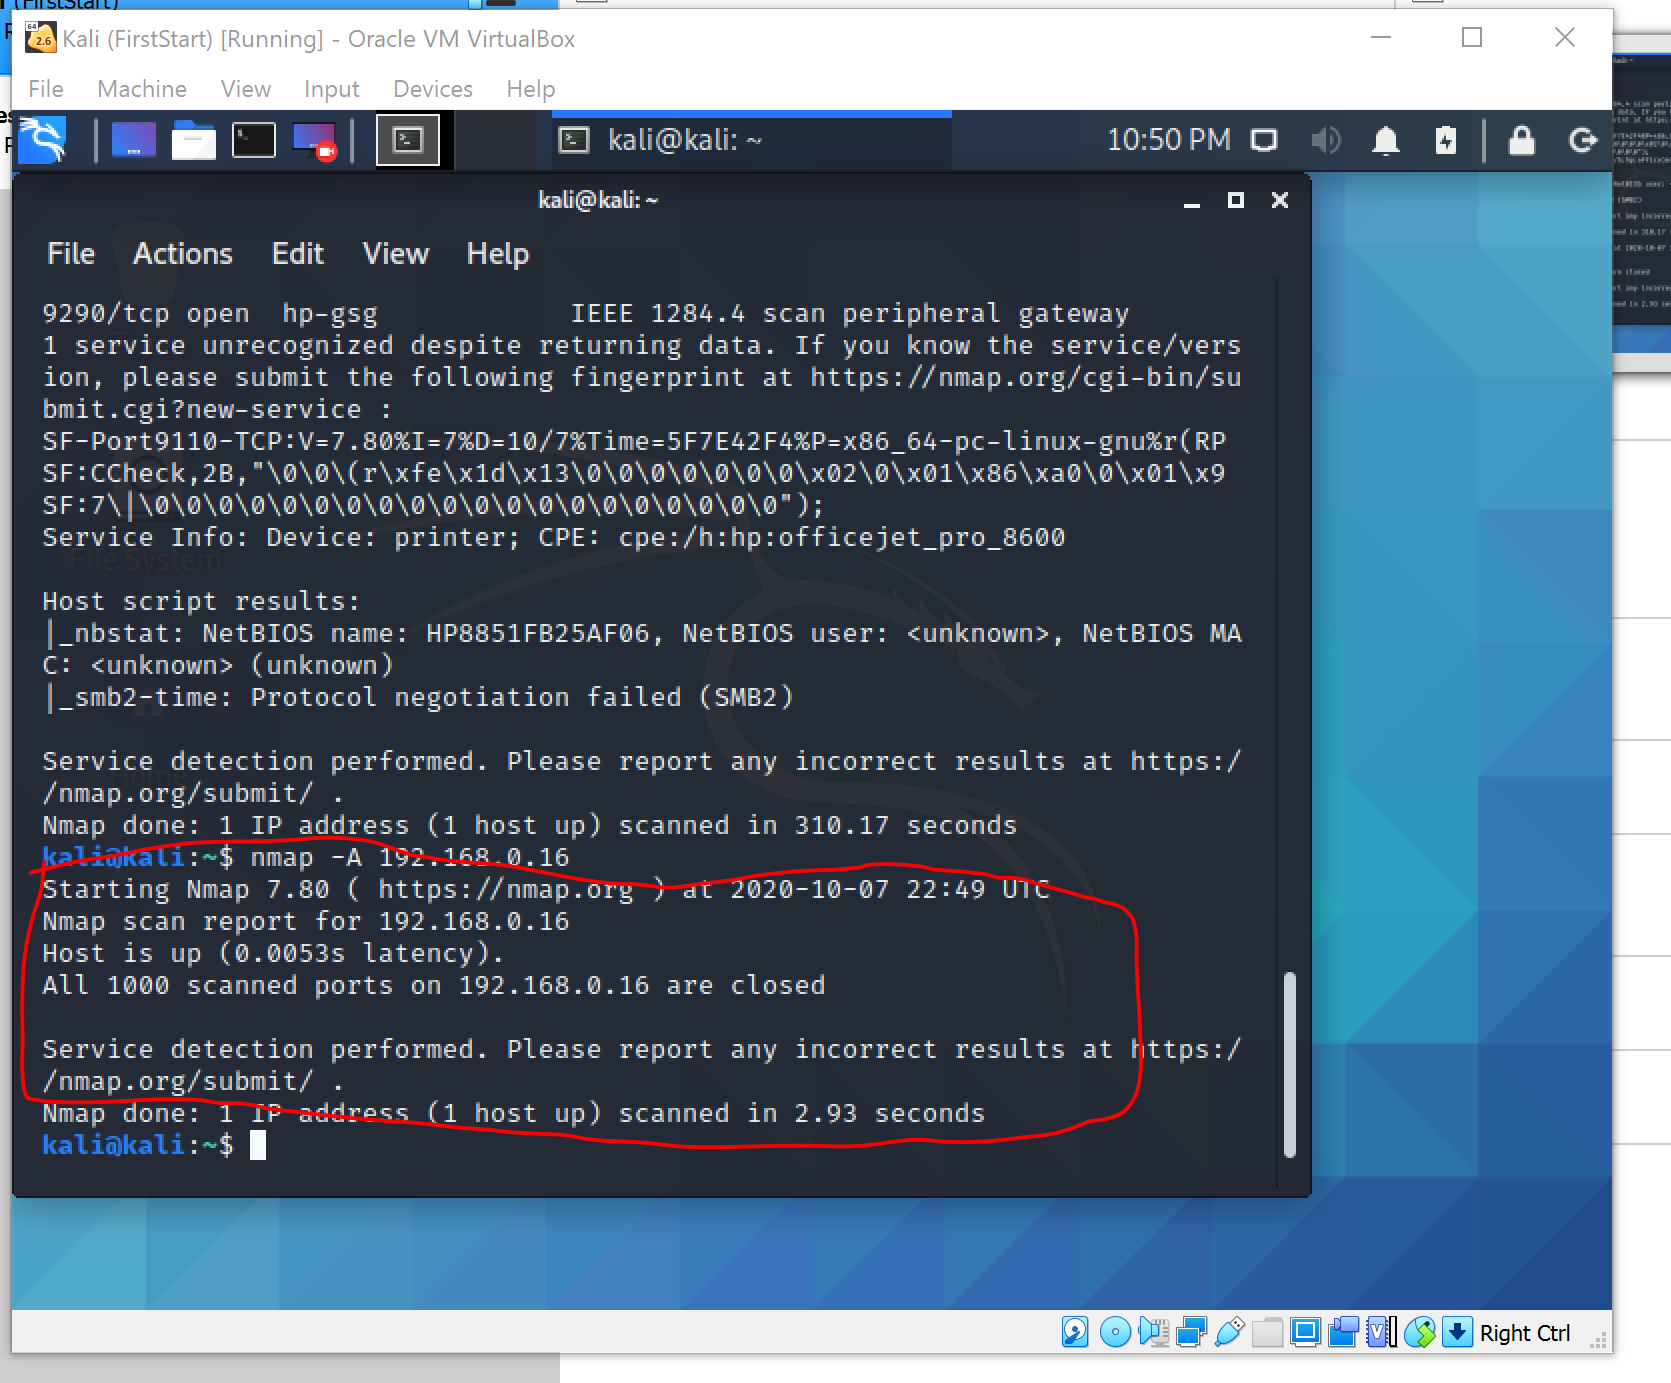 (FirstStart)
Kali (FirstStart) [Running] - Oracle VM VirtualBox
File Machine View Input Devices Help
kali@kali: ~ 10:50 PM
kali@kali: ~
File Actions Edit View Help
9290/tcp open  hp-gsg            IEEE 1284.4 scan peripheral gateway
1 service unrecognized despite returning data. If you know the service/vers
ion, please submit the following fingerprint at https://nmap.org/cgi-bin/su
bmit.cgi?new-service :
SF-Port9110-TCP:V=7.80%I=7%D=10/7%Time=5F7E42F4%P=x86_64-pc-linux-gnu%r(RP
SF:CCheck,2B,"\0\0\(r\xfe\x1d\x13\0\0\0\0\0\0\0\x02\0\x01\x86\xa0\0\x01\x9
SF:7\|\0\0\0\0\0\0\0\0\0\0\0\0\0\0\0\0\0\0\0\0");
Service Info: Device: printer; CPE: cpe:/h:hp:officejet_pro_8600
File System
Host script results:
|_nbstat: NetBIOS name: HP8851FB25AF06, NetBIOS user: <unknown>, NetBIOS MA
C: <unknown> (unknown)
|_smb2-time: Protocol negotiation failed (SMB2)
Service detection performed. Please report any incorrect results at https:/
Home
/nmap.org/submit/ .
Nmap done: 1 IP address (1 host up) scanned in 310.17 seconds
kali@kali:~$ nmap -A 192.168.0.16
Starting Nmap 7.80 ( https://nmap.org ) at 2020-10-07 22:49 UTC
Nmap scan report for 192.168.0.16
Host is up (0.0053s latency).
All 1000 scanned ports on 192.168.0.16 are closed
Service detection performed. Please report any incorrect results at https:/
/nmap.org/submit/ .
Nmap done: 1 IP address (1 host up) scanned in 2.93 seconds
kali@kali:~$
Right Ctrl